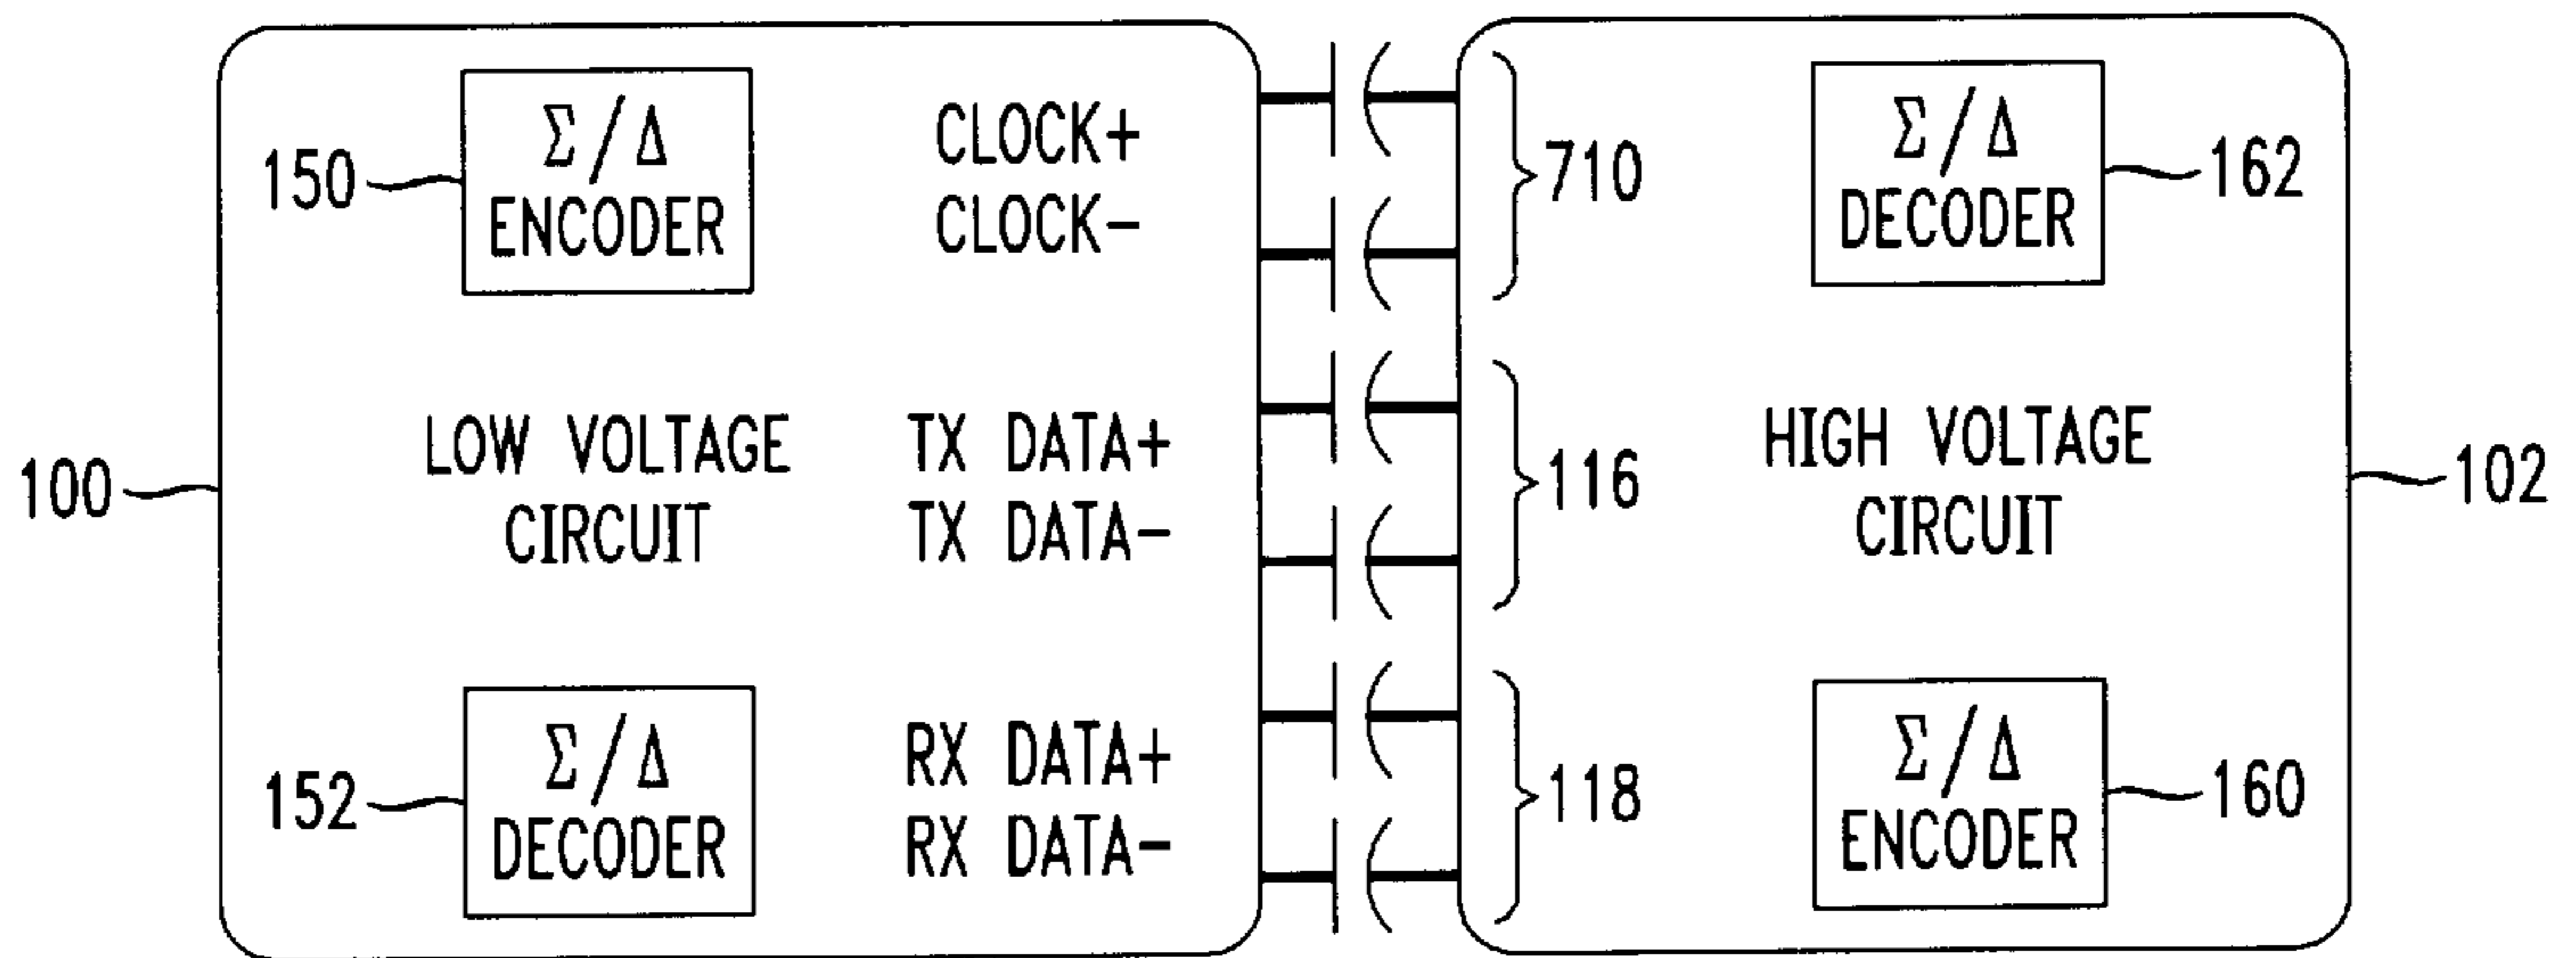 150
Σ/Δ
ENCODER
CLOCK+
CLOCK-
710
Σ/Δ
DECODER
162
100
LOW VOLTAGE
CIRCUIT
TX DATA+
TX DATA-
116
HIGH VOLTAGE
CIRCUIT
102
152
Σ/Δ
DECODER
RX DATA+
RX DATA-
118
Σ/Δ
ENCODER
160